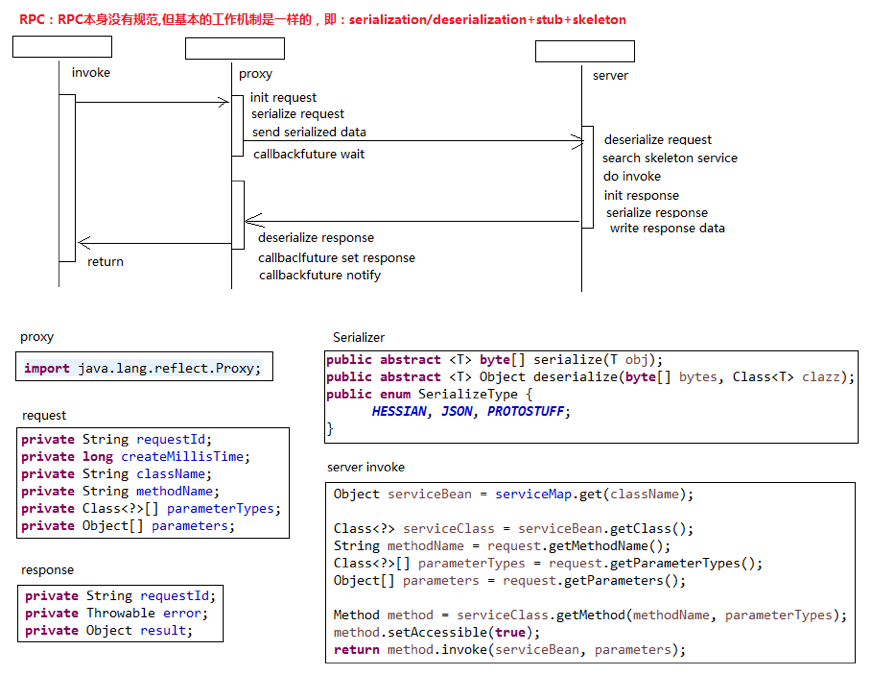 RPC：RPC本身没有规范,但基本的工作机制是一样的，即：serialization/deserialization+stub+skeleton
invoke
proxy
server
init request
serialize request
send serialized data
callbackfuture wait
deserialize request
search skeleton service
do invoke
init response
serialize response
write response data
deserialize response
callbaclfuture set response
callbackfuture notify
return
proxy
import java.lang.reflect.Proxy;
request
private String requestId;
private long createMillisTime;
private String className;
private String methodName;
private Class<?>[] parameterTypes;
private Object[] parameters;
response
private String requestId;
private Throwable error;
private Object result;
Serializer
public abstract <T> byte[] serialize(T obj);
public abstract <T> Object deserialize(byte[] bytes, Class<T> clazz);
public enum SerializeType {
HESSIAN, JSON, PROTOSTUFF;
}
server invoke
Object serviceBean = serviceMap.get(className);
Class<?> serviceClass = serviceBean.getClass();
String methodName = request.getMethodName();
Class<?>[] parameterTypes = request.getParameterTypes();
Object[] parameters = request.getParameters();
Method method = serviceClass.getMethod(methodName, parameterTypes);
method.setAccessible(true);
return method.invoke(serviceBean, parameters);